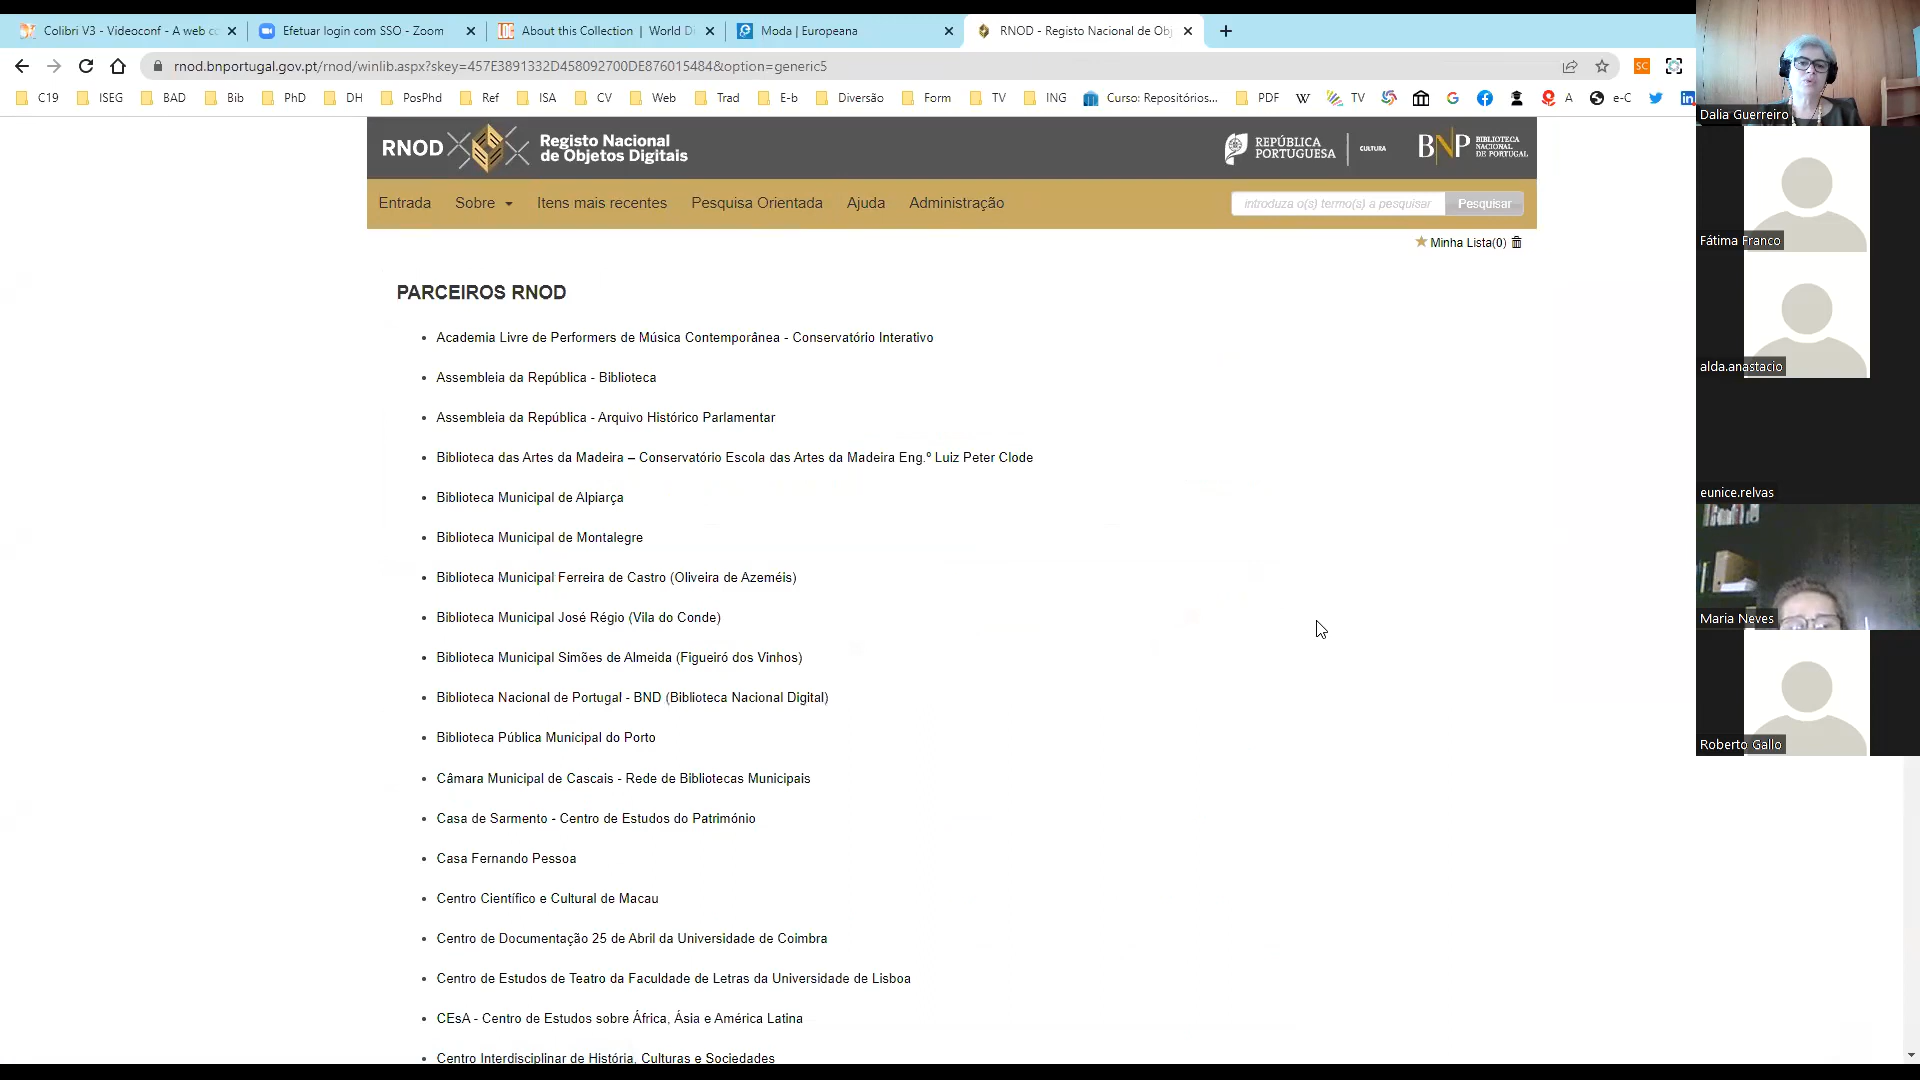 Colibri V3 - Videoconf - A web co
Efetuar login com SSO - Zoom
About this Collection | World Di
Moda | Europeana
RNOD - Registo Nacional de Obj
rnod.bnportugal.gov.pt/rnod/winlib.aspx?skey=457E3891332D458092700DE876015484&option=generic5
C19 ISEG BAD Bib PhD DH PosPhd Ref ISA CV Web Trad E-b Diversão Form TV ING Curso: Repositórios... PDF TV A e-C
RNOD Registo Nacional
de Objetos Digitais
REPÚBLICA
PORTUGUESA
CULTURA
BNP BIBLIOTECA
NACIONAL
DE PORTUGAL
Entrada Sobre Itens mais recentes Pesquisa Orientada Ajuda Administração introduza o(s) termo(s) a pesquisar Pesquisar
Minha Lista(0)
PARCEIROS RNOD
Academia Livre de Performers de Música Contemporânea - Conservatório Interativo
Assembleia da República - Biblioteca
Assembleia da República - Arquivo Histórico Parlamentar
Biblioteca das Artes da Madeira – Conservatório Escola das Artes da Madeira Eng.º Luiz Peter Clode
Biblioteca Municipal de Alpiarça
Biblioteca Municipal de Montalegre
Biblioteca Municipal Ferreira de Castro (Oliveira de Azeméis)
Biblioteca Municipal José Régio (Vila do Conde)
Biblioteca Municipal Simões de Almeida (Figueiró dos Vinhos)
Biblioteca Nacional de Portugal - BND (Biblioteca Nacional Digital)
Biblioteca Pública Municipal do Porto
Câmara Municipal de Cascais - Rede de Bibliotecas Municipais
Casa de Sarmento - Centro de Estudos do Património
Casa Fernando Pessoa
Centro Científico e Cultural de Macau
Centro de Documentação 25 de Abril da Universidade de Coimbra
Centro de Estudos de Teatro da Faculdade de Letras da Universidade de Lisboa
CEsA - Centro de Estudos sobre África, Ásia e América Latina
Centro Interdisciplinar de História, Culturas e Sociedades
Dalia Guerreiro
Fátima Franco
alda.anastacio
eunice.relvas
Maria Neves
Roberto Gallo